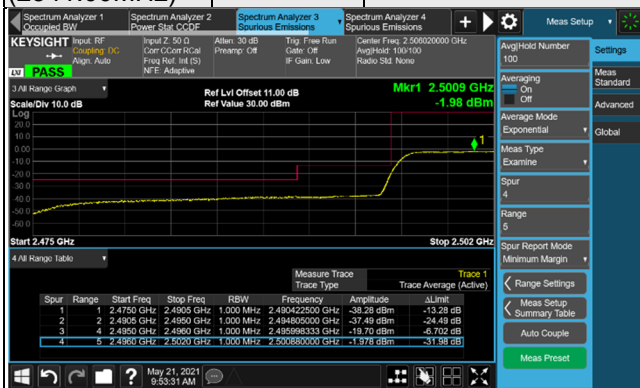 Spectrum Analyzer 1
Occupied BW
Spectrum Analyzer 2
Power Stat CCDF
Spectrum Analyzer 3
Spurious Emissions
Spectrum Analyzer 4
Spurious Emissions
Meas Setup
KEYSIGHT
Input: RF
Coupling: DC
Align: Auto
Input Z: 50 Ω
Corr CCorr RCal
Freq Ref: Int (S)
NFE: Adaptive
Atten: 30 dB
Preamp: Off
Trig: Free Run
Gate: Off
IF Gain: Low
Center Freq: 2.506020000 GHz
Avg|Hold: 100/100
Radio Std: None
LXI PASS
3 All Range Graph
Scale/Div 10.0 dB
Ref Lvl Offset 11.00 dB
Ref Value 30.00 dBm
Mkr1 2.5009 GHz
-1.98 dBm
Log
20.0
10.0
0.00
-10.0
-20.0
-30.0
-40.0
-50.0
-60.0
1
Start 2.475 GHz
Stop 2.502 GHz
4 All Range Table
Measure Trace Trace 1
Trace Type Trace Average (Active)
Spur Range Start Freq Stop Freq RBW Frequency Amplitude ΔLimit
1 1 2.4750 GHz 2.4905 GHz 1.000 MHz 2.490422500 GHz -38.28 dBm -13.28 dB
2 2 2.4905 GHz 2.4950 GHz 1.000 MHz 2.494805000 GHz -37.49 dBm -24.49 dB
3 4 2.4950 GHz 2.4960 GHz 1.000 MHz 2.495998333 GHz -19.70 dBm -6.702 dB
4 5 2.4960 GHz 2.5020 GHz 1.000 MHz 2.500880000 GHz -1.978 dBm -31.98 dB
Avg|Hold Number
100
Averaging
On
Off
Average Mode
Exponential
Meas Type
Examine
Spur
4
Range
5
Spur Report Mode
Minimum Margin
Range Settings
Meas Setup
Summary Table
Auto Couple
Meas Preset
Settings
Meas
Standard
Advanced
Global
May 21, 2021
9:53:31 AM